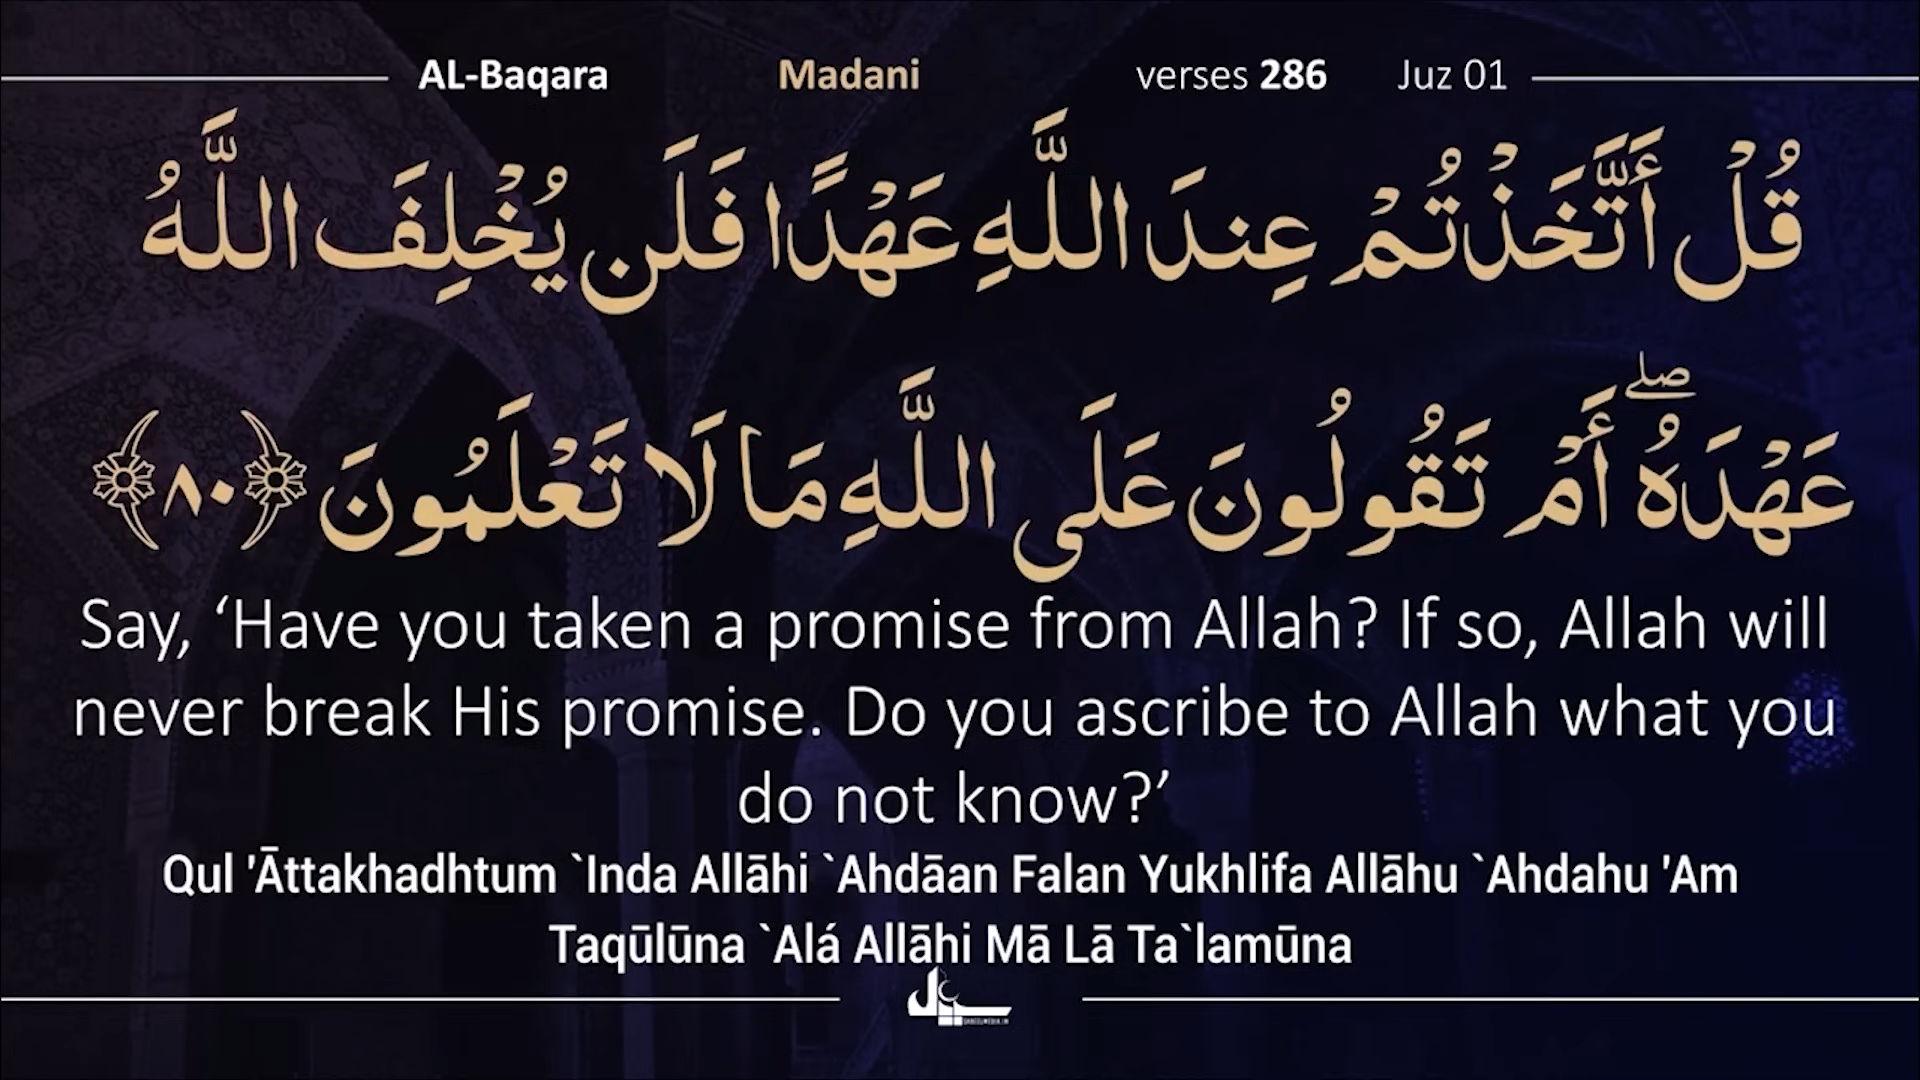 AL-Baqara Madani verses 286 Juz 01
قُلْ أَتَّخَذْتُمْ عِندَ اللَّهِ عَهْدًا فَلَن يُخْلِفَ اللَّهُ
عَهْدَهُ ۖ أَمْ تَقُولُونَ عَلَى اللَّهِ مَا لَا تَعْلَمُونَ ﴿٨٠﴾
Say, ‘Have you taken a promise from Allah? If so, Allah will
never break His promise. Do you ascribe to Allah what you
do not know?’
Qul 'Āttakhadhtum `Inda Allāhi `Ahdāan Falan Yukhlifa Allāhu `Ahdahu 'Am
Taqūlūna `Alá Allāhi Mā Lā Ta`lamūna